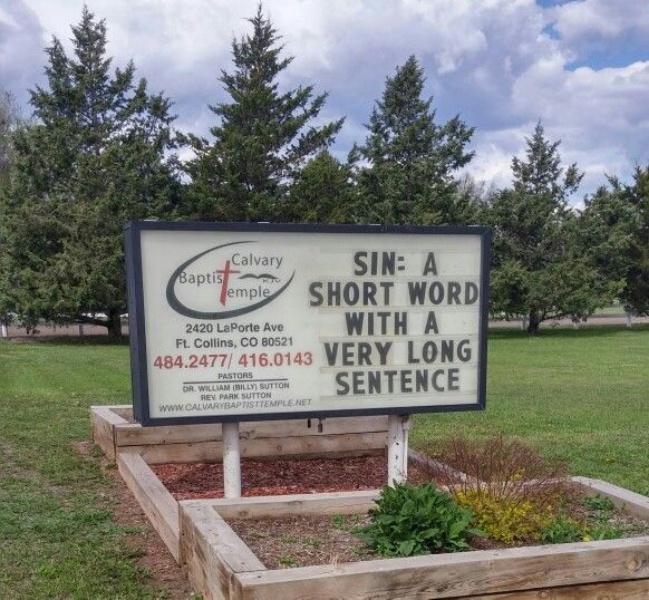 Calvary
Baptist
Temple
2420 LaPorte Ave
Ft. Collins, CO 80521
484.2477/ 416.0143
PASTORS
DR. WILLIAM (BILLY) SUTTON
REV. PARK SUTTON
WWW.CALVARYBAPTISTTEMPLE.NET
SIN: A
SHORT WORD
WITH A
VERY LONG
SENTENCE